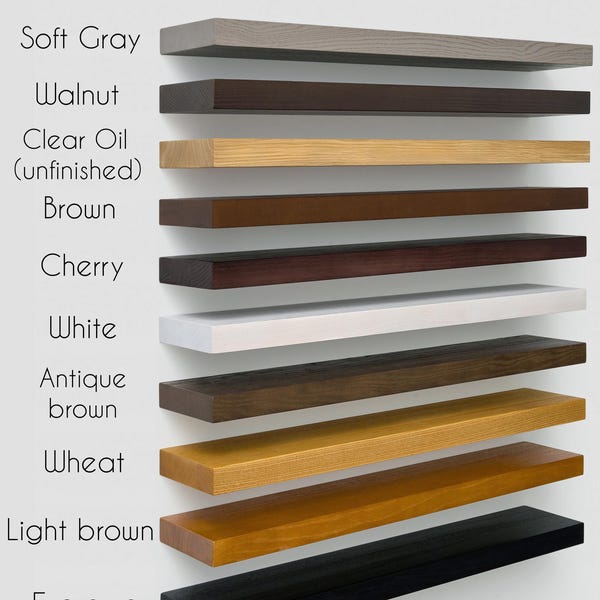 Soft Gray
Walnut
Clear Oil
(unfinished)
Brown
Cherry
White
Antique
brown
Wheat
Light brown